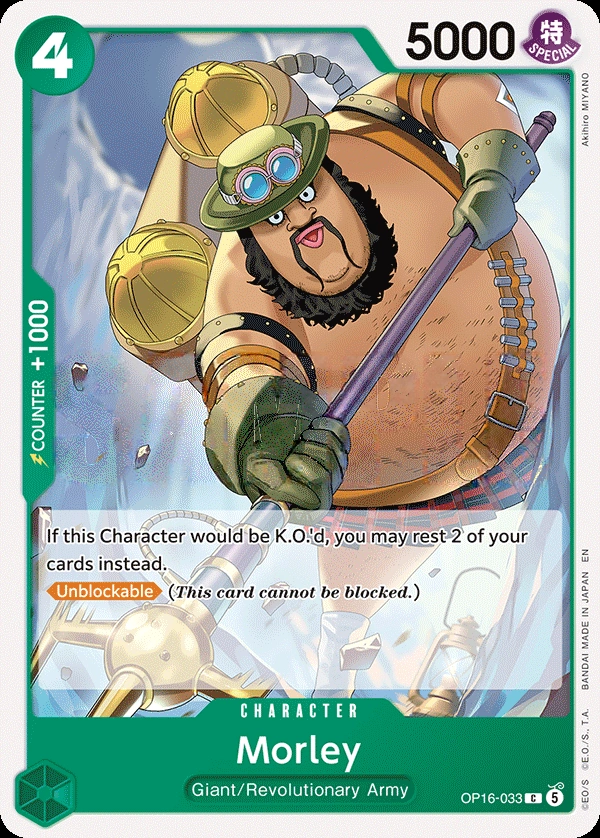 4
5000
特
SPECIAL
Akihiro MIYANO
COUNTER +1000
If this Character would be K.O.'d, you may rest 2 of your
cards instead.
Unblockable (This card cannot be blocked.)
CHARACTER
Morley
Giant/Revolutionary Army
OP16-033 C 5
©EO/S ©E.O./S., T.A. BANDAI MADE IN JAPAN EN